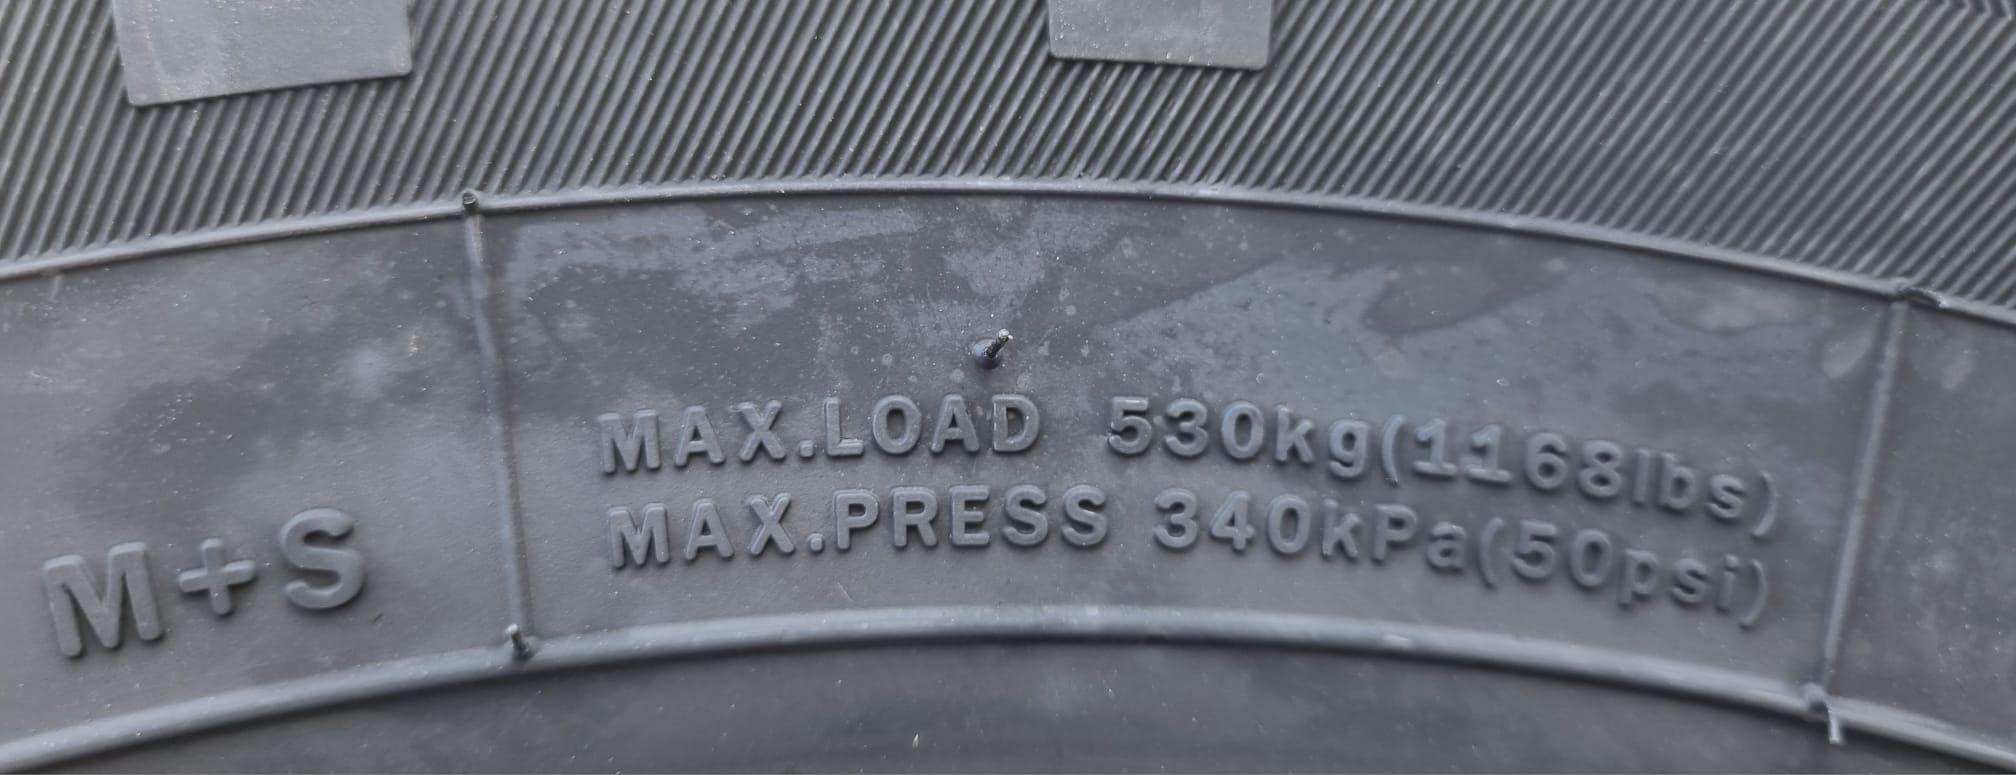 M+S
MAX.LOAD 530kg(1168lbs)
MAX.PRESS 340kPa(50psi)